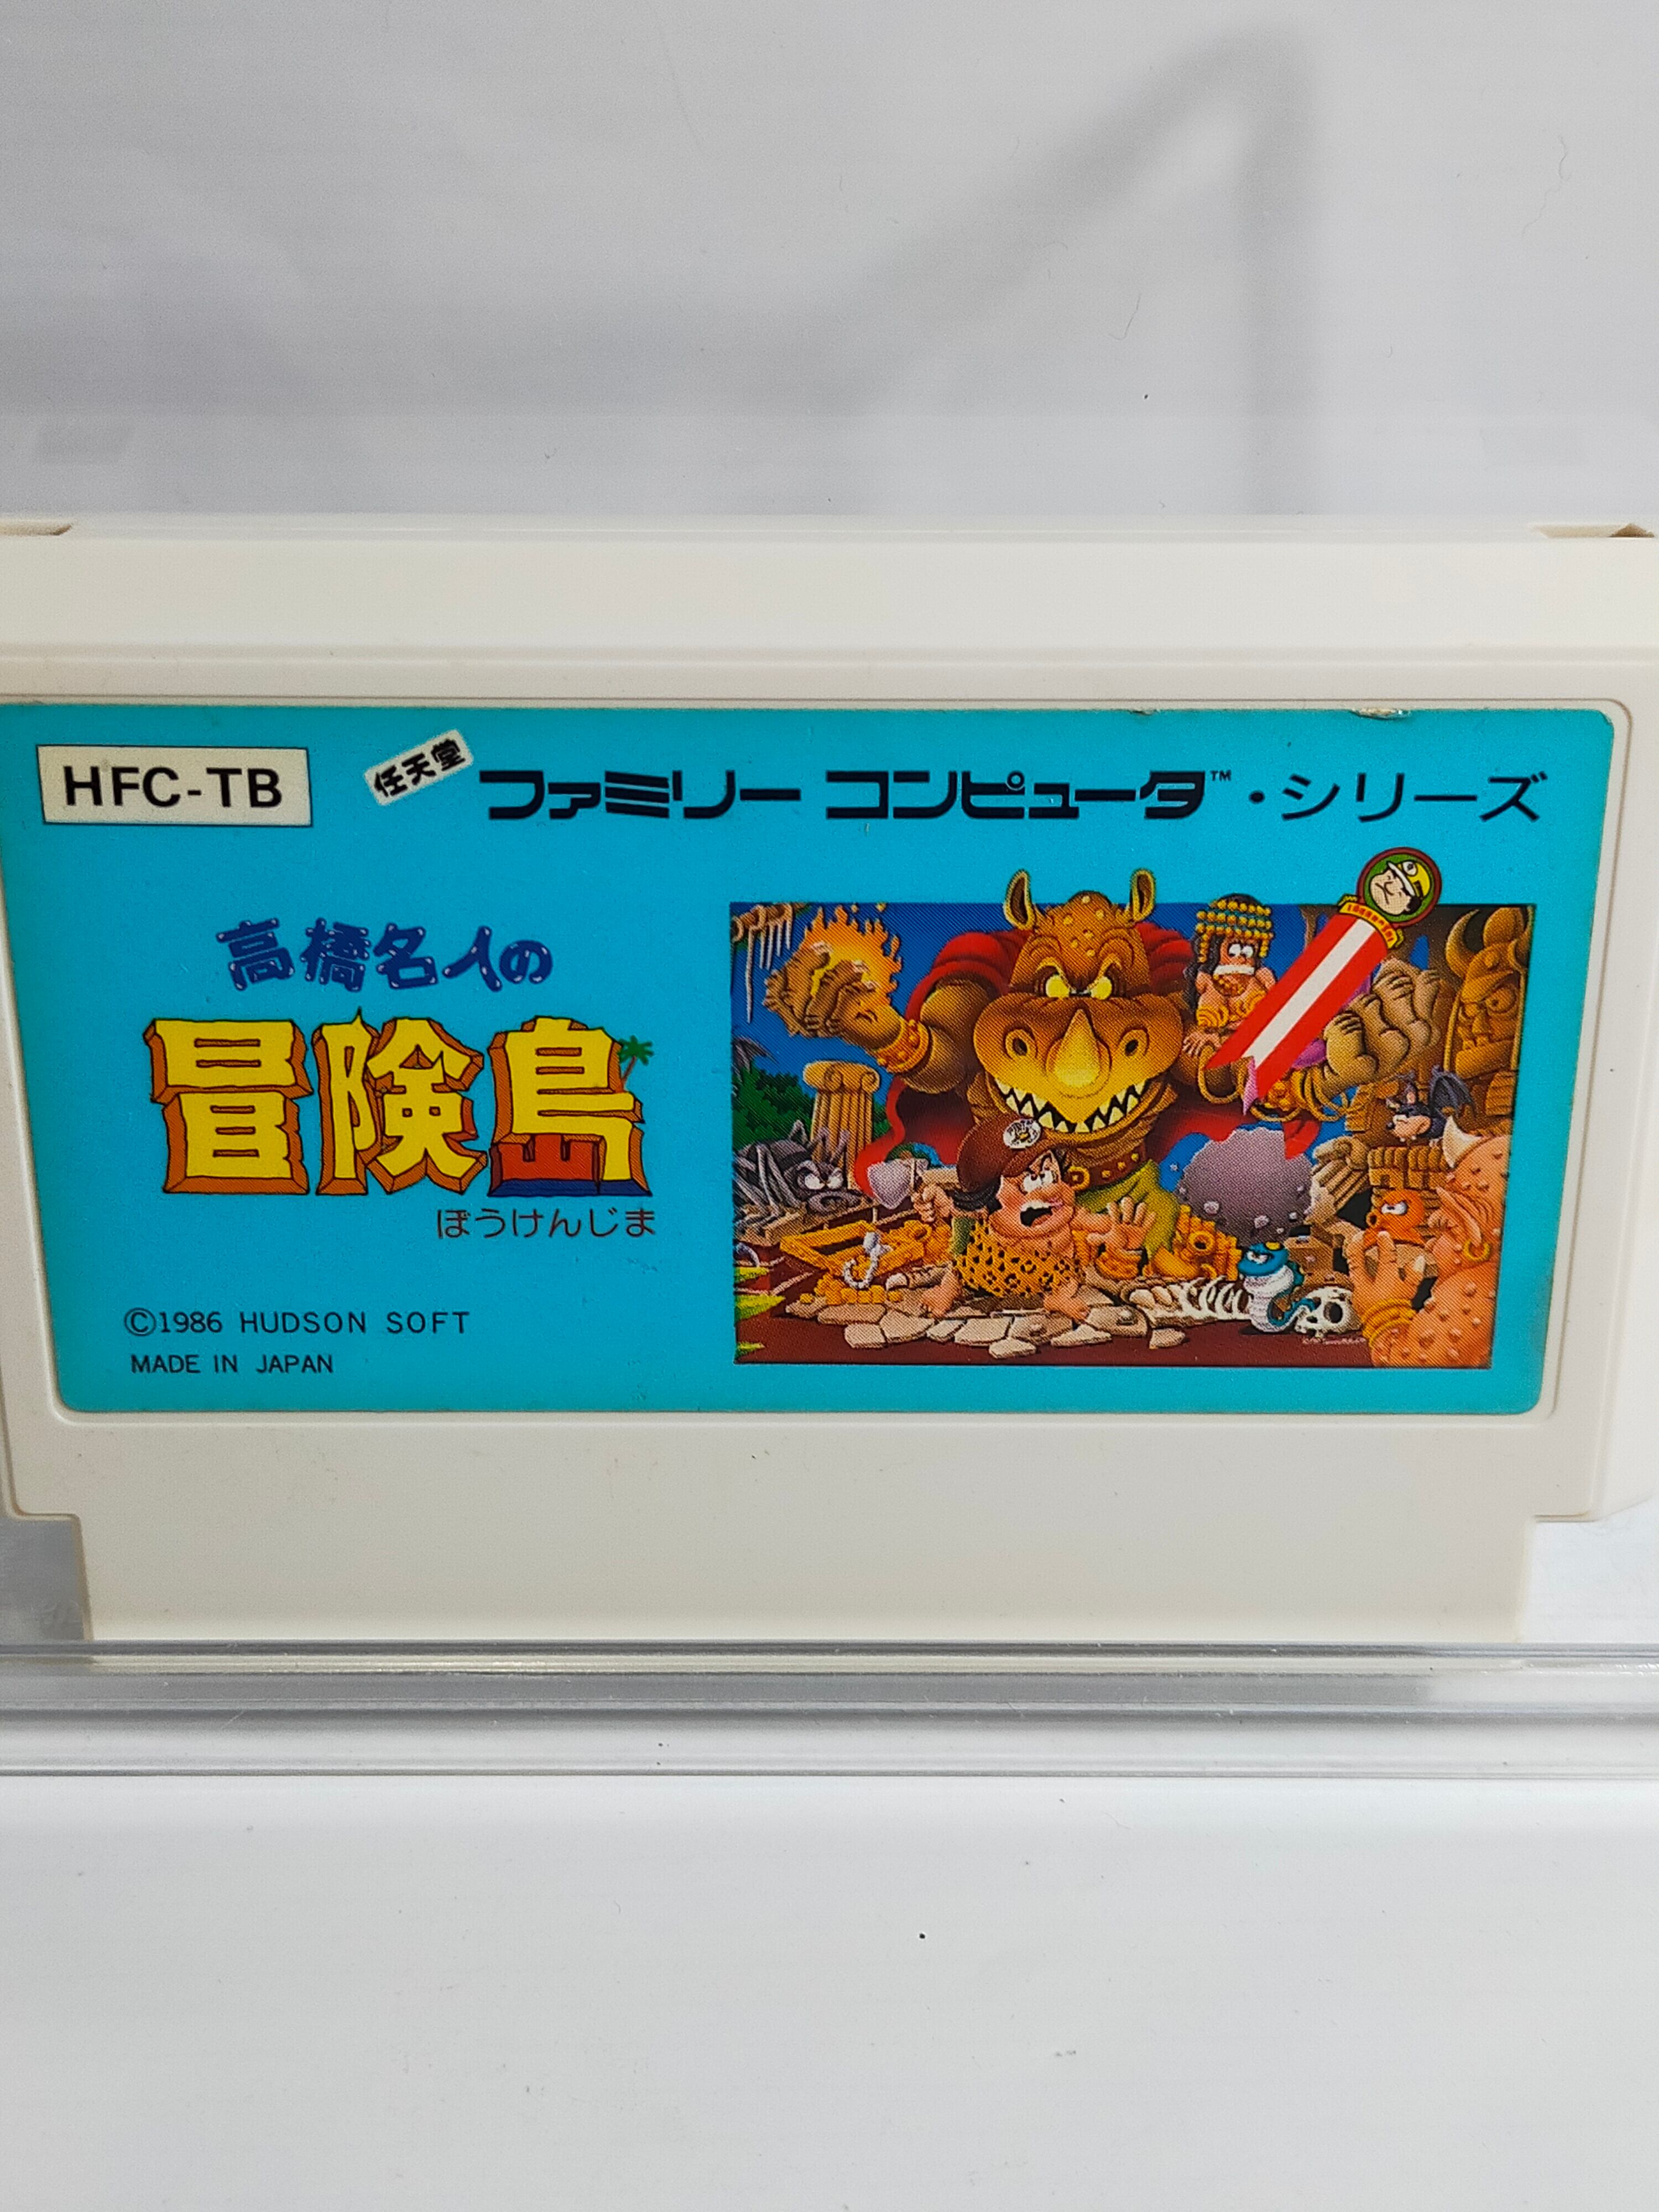 HFC-TB
任天堂 ファミリー コンピュータ™・シリーズ
高橋名人の
冒険島
ぼうけんじま
©1986 HUDSON SOFT
MADE IN JAPAN